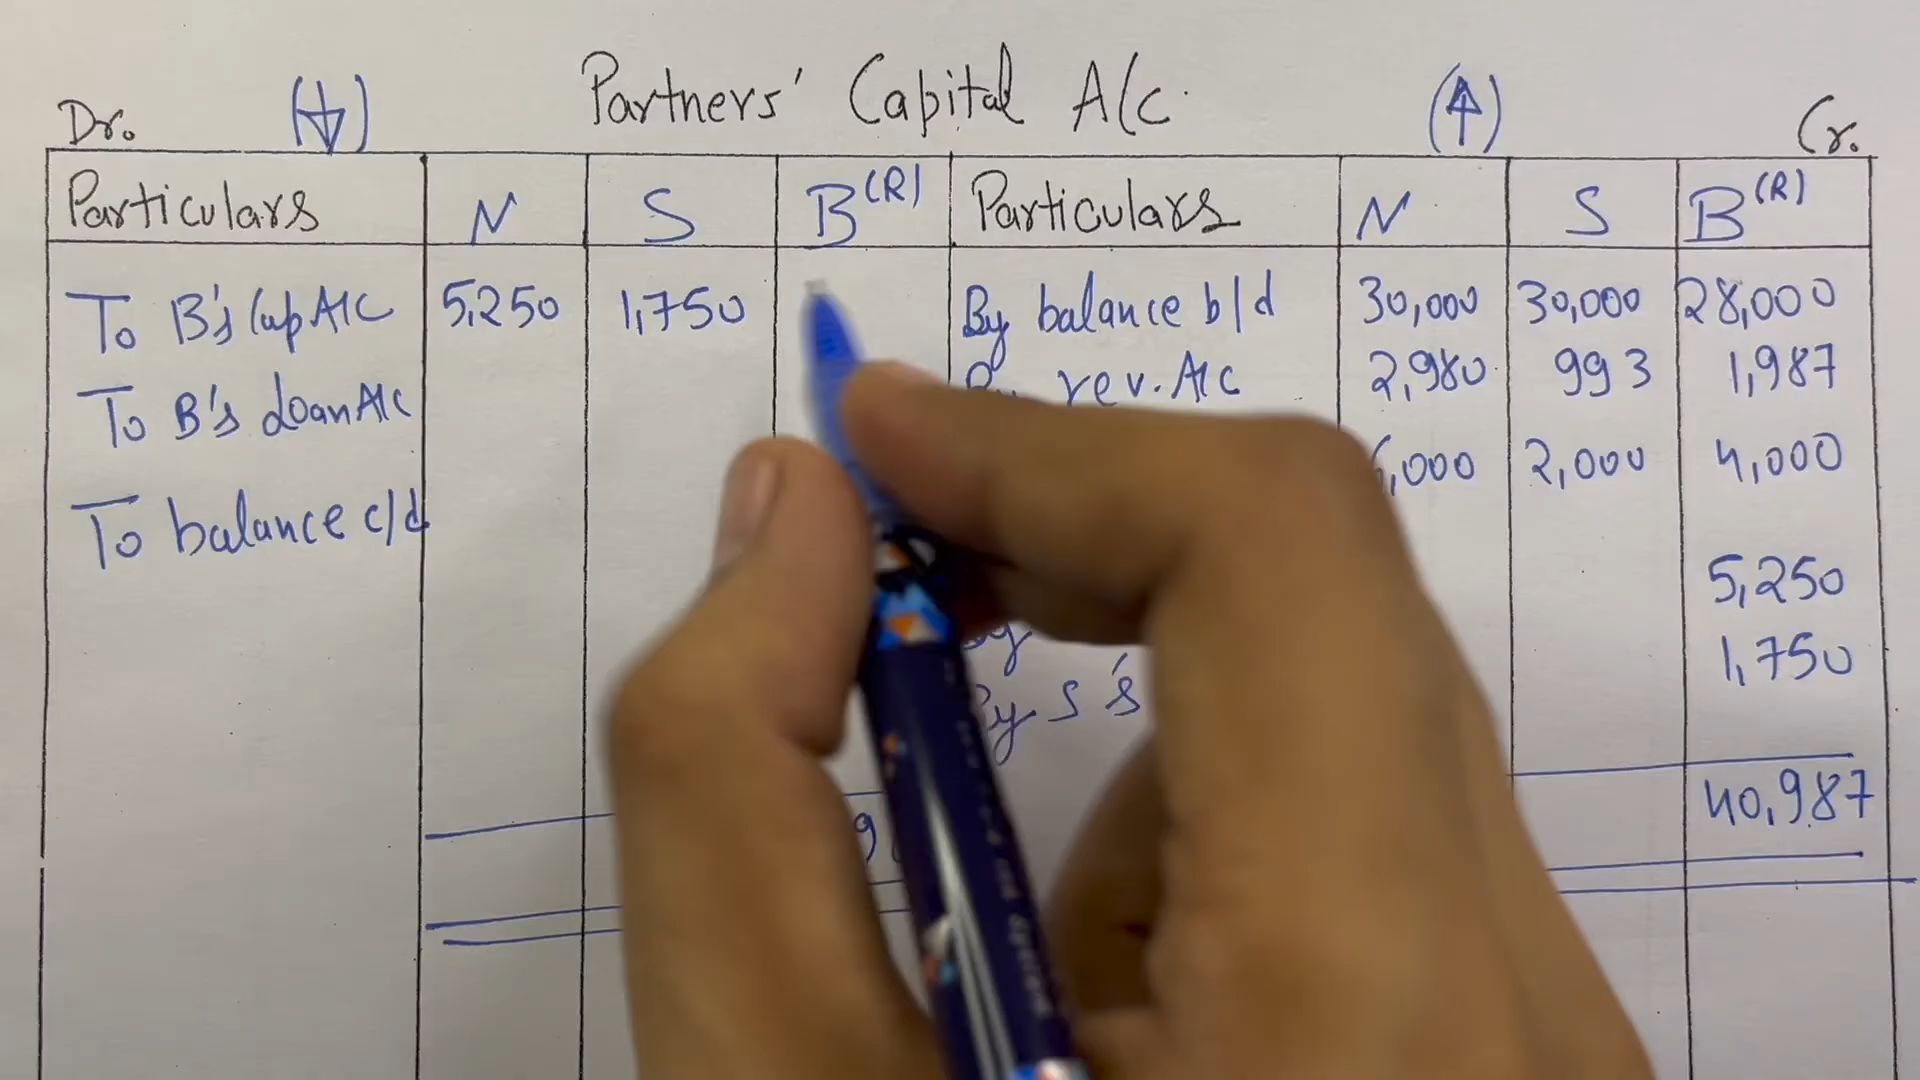 Partners' Capital A/c.
Dr. (↓) (↑) Cr.
Particulars N S B(R) Particulars N S B(R)
To B's Cap A/C 5,250 1,750 By balance b/d 30,000 30,000 28,000
rev. A/C 2,980 993 1,987
To B's Loan A/C
,000 2,000 4,000
To balance c/d
5,250
1,750
By S's
40,987